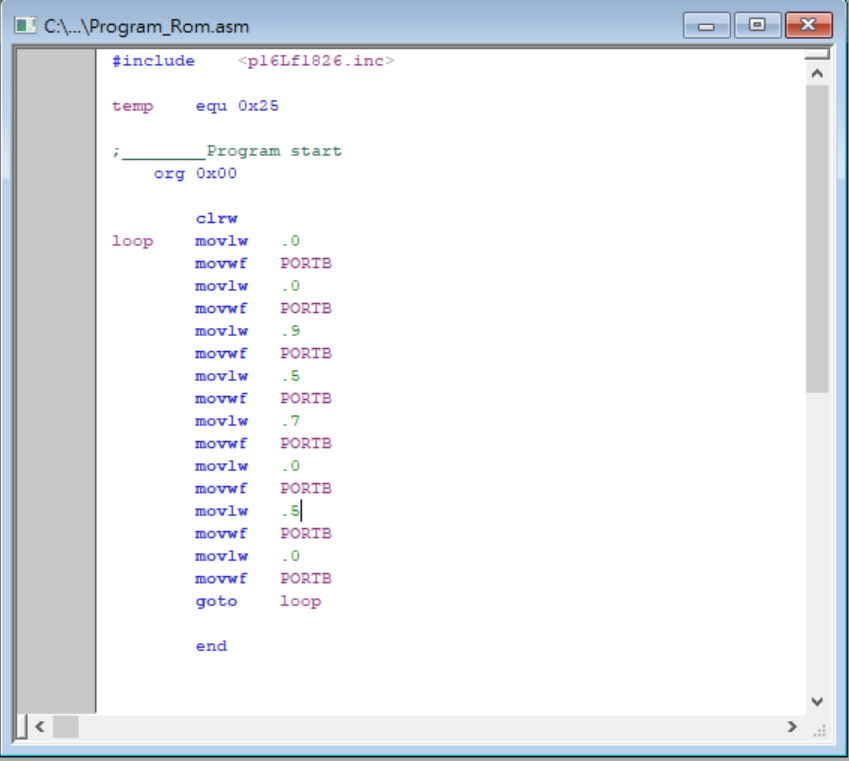 C:\...\Program_Rom.asm
#include    <p16Lf1826.inc>
temp    equ 0x25
;________Program start
org 0x00
clrw
loop    movlw   .0
movwf   PORTB
movlw   .0
movwf   PORTB
movlw   .9
movwf   PORTB
movlw   .5
movwf   PORTB
movlw   .7
movwf   PORTB
movlw   .0
movwf   PORTB
movlw   .5
movwf   PORTB
movlw   .0
movwf   PORTB
goto    loop
end